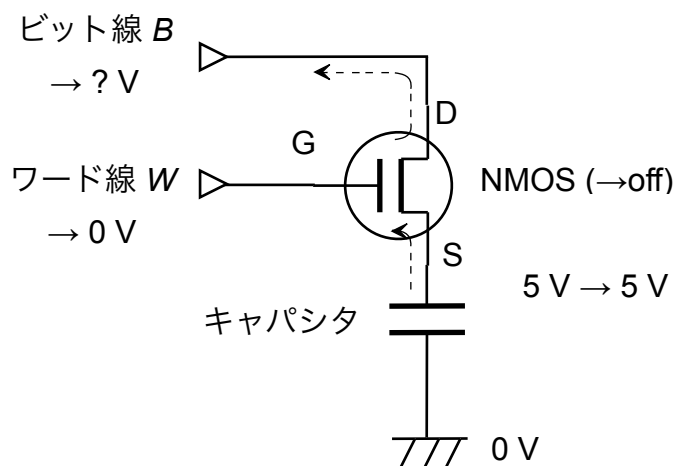 ビット線 B
→ ? V
D
G
ワード線 W
NMOS (→off)
→ 0 V
S
5 V → 5 V
キャパシタ
0 V